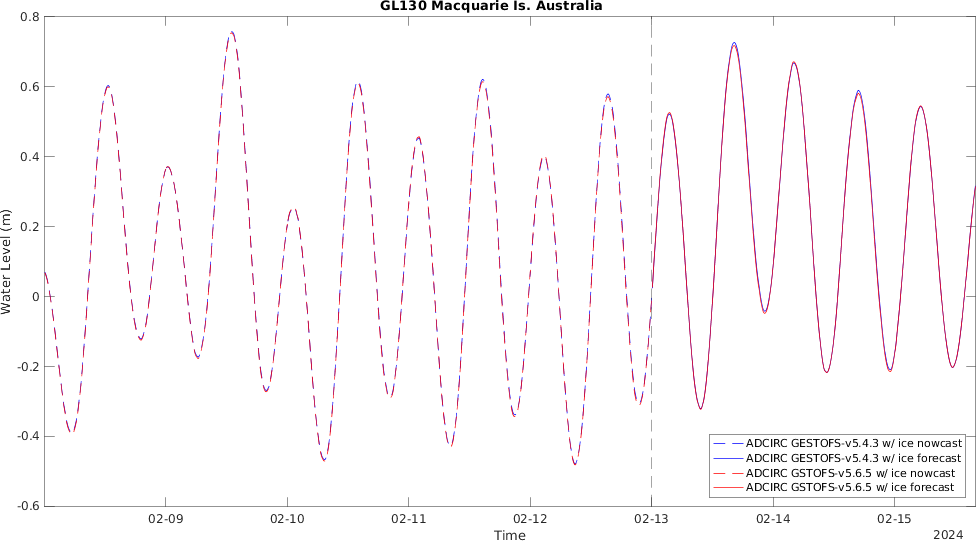 GL130 Macquarie Is. Australia
0.8
0.6
0.4
0.2
0
-0.2
-0.4
-0.6
Water Level (m)
02-09
02-10
02-11
02-12
02-13
02-14
02-15
Time
2024
ADCIRC GESTOFS-v5.4.3 w/ ice nowcast
ADCIRC GESTOFS-v5.4.3 w/ ice forecast
ADCIRC GSTOFS-v5.6.5 w/ ice nowcast
ADCIRC GSTOFS-v5.6.5 w/ ice forecast